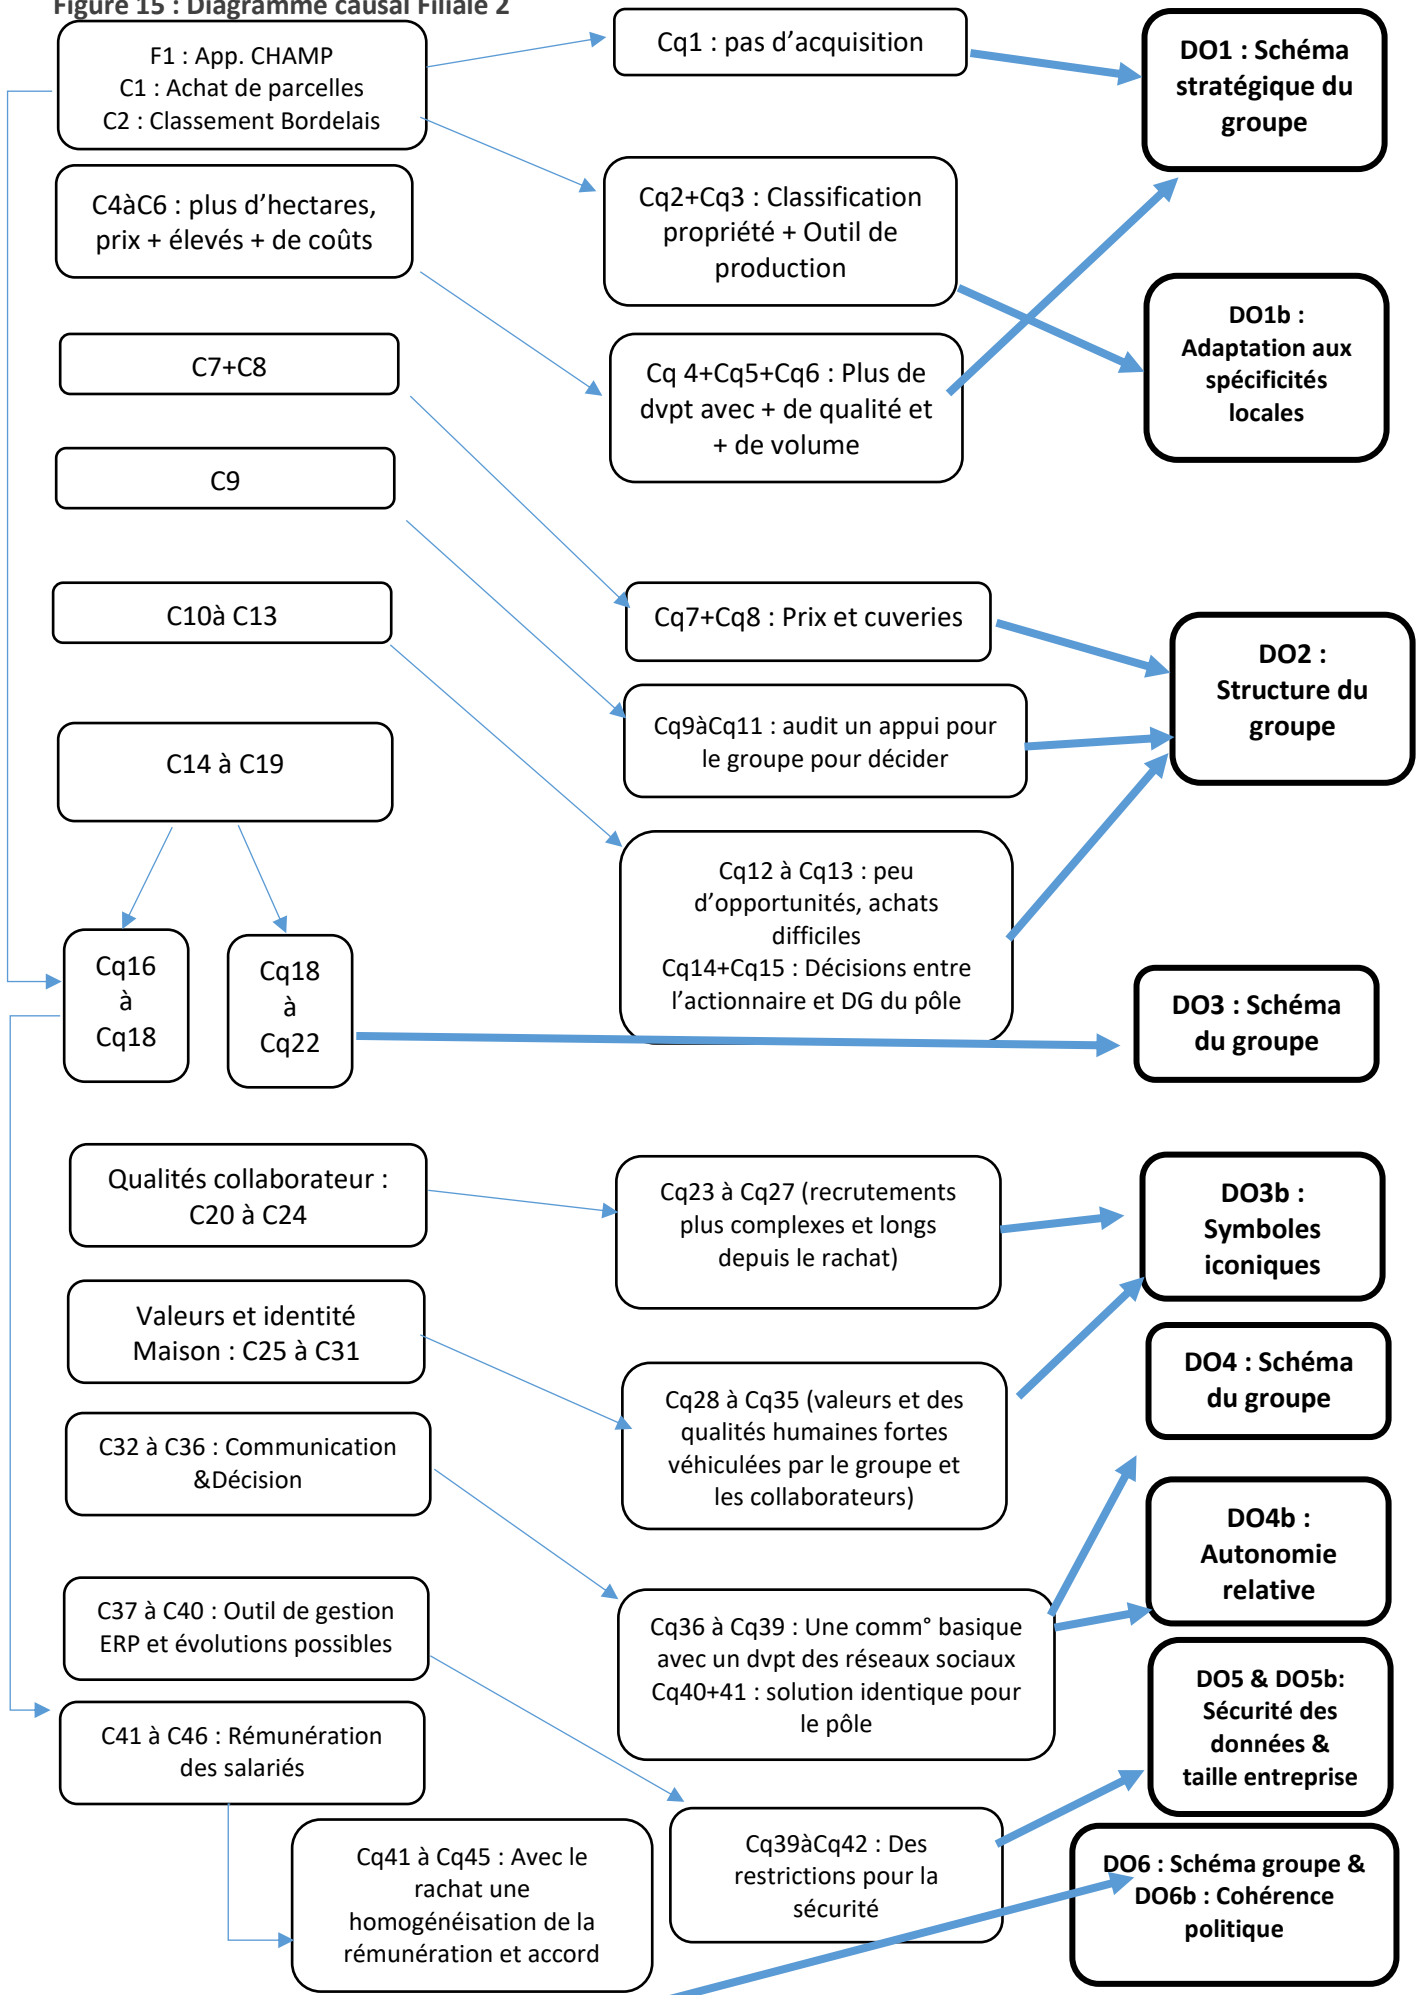 Figure 15 : Diagramme causal Filiale 2
F1 : App. CHAMP
C1 : Achat de parcelles
C2 : Classement Bordelais
Cq1 : pas d’acquisition
DO1 : Schéma
stratégique du
groupe
C4àC6 : plus d’hectares,
prix + élevés + de coûts
Cq2+Cq3 : Classification
propriété + Outil de
production
DO1b :
Adaptation aux
spécificités
locales
C7+C8
Cq 4+Cq5+Cq6 : Plus de
dvpt avec + de qualité et
+ de volume
C9
C10à C13
Cq7+Cq8 : Prix et cuveries
DO2 :
Structure du
groupe
Cq9àCq11 : audit un appui pour
le groupe pour décider
C14 à C19
Cq12 à Cq13 : peu
d’opportunités, achats
difficiles
Cq14+Cq15 : Décisions entre
l’actionnaire et DG du pôle
Cq16
à
Cq18
Cq18
à
Cq22
DO3 : Schéma
du groupe
Qualités collaborateur :
C20 à C24
Cq23 à Cq27 (recrutements
plus complexes et longs
depuis le rachat)
DO3b :
Symboles
iconiques
Valeurs et identité
Maison : C25 à C31
DO4 : Schéma
du groupe
Cq28 à Cq35 (valeurs et des
qualités humaines fortes
véhiculées par le groupe et
les collaborateurs)
C32 à C36 : Communication
&Décision
DO4b :
Autonomie
relative
C37 à C40 : Outil de gestion
ERP et évolutions possibles
Cq36 à Cq39 : Une comm° basique
avec un dvpt des réseaux sociaux
Cq40+41 : solution identique pour
le pôle
DO5 & DO5b:
Sécurité des
données &
taille entreprise
C41 à C46 : Rémunération
des salariés
Cq41 à Cq45 : Avec le
rachat une
homogénéisation de la
rémunération et accord
Cq39àCq42 : Des
restrictions pour la
sécurité
DO6 : Schéma groupe &
DO6b : Cohérence
politique